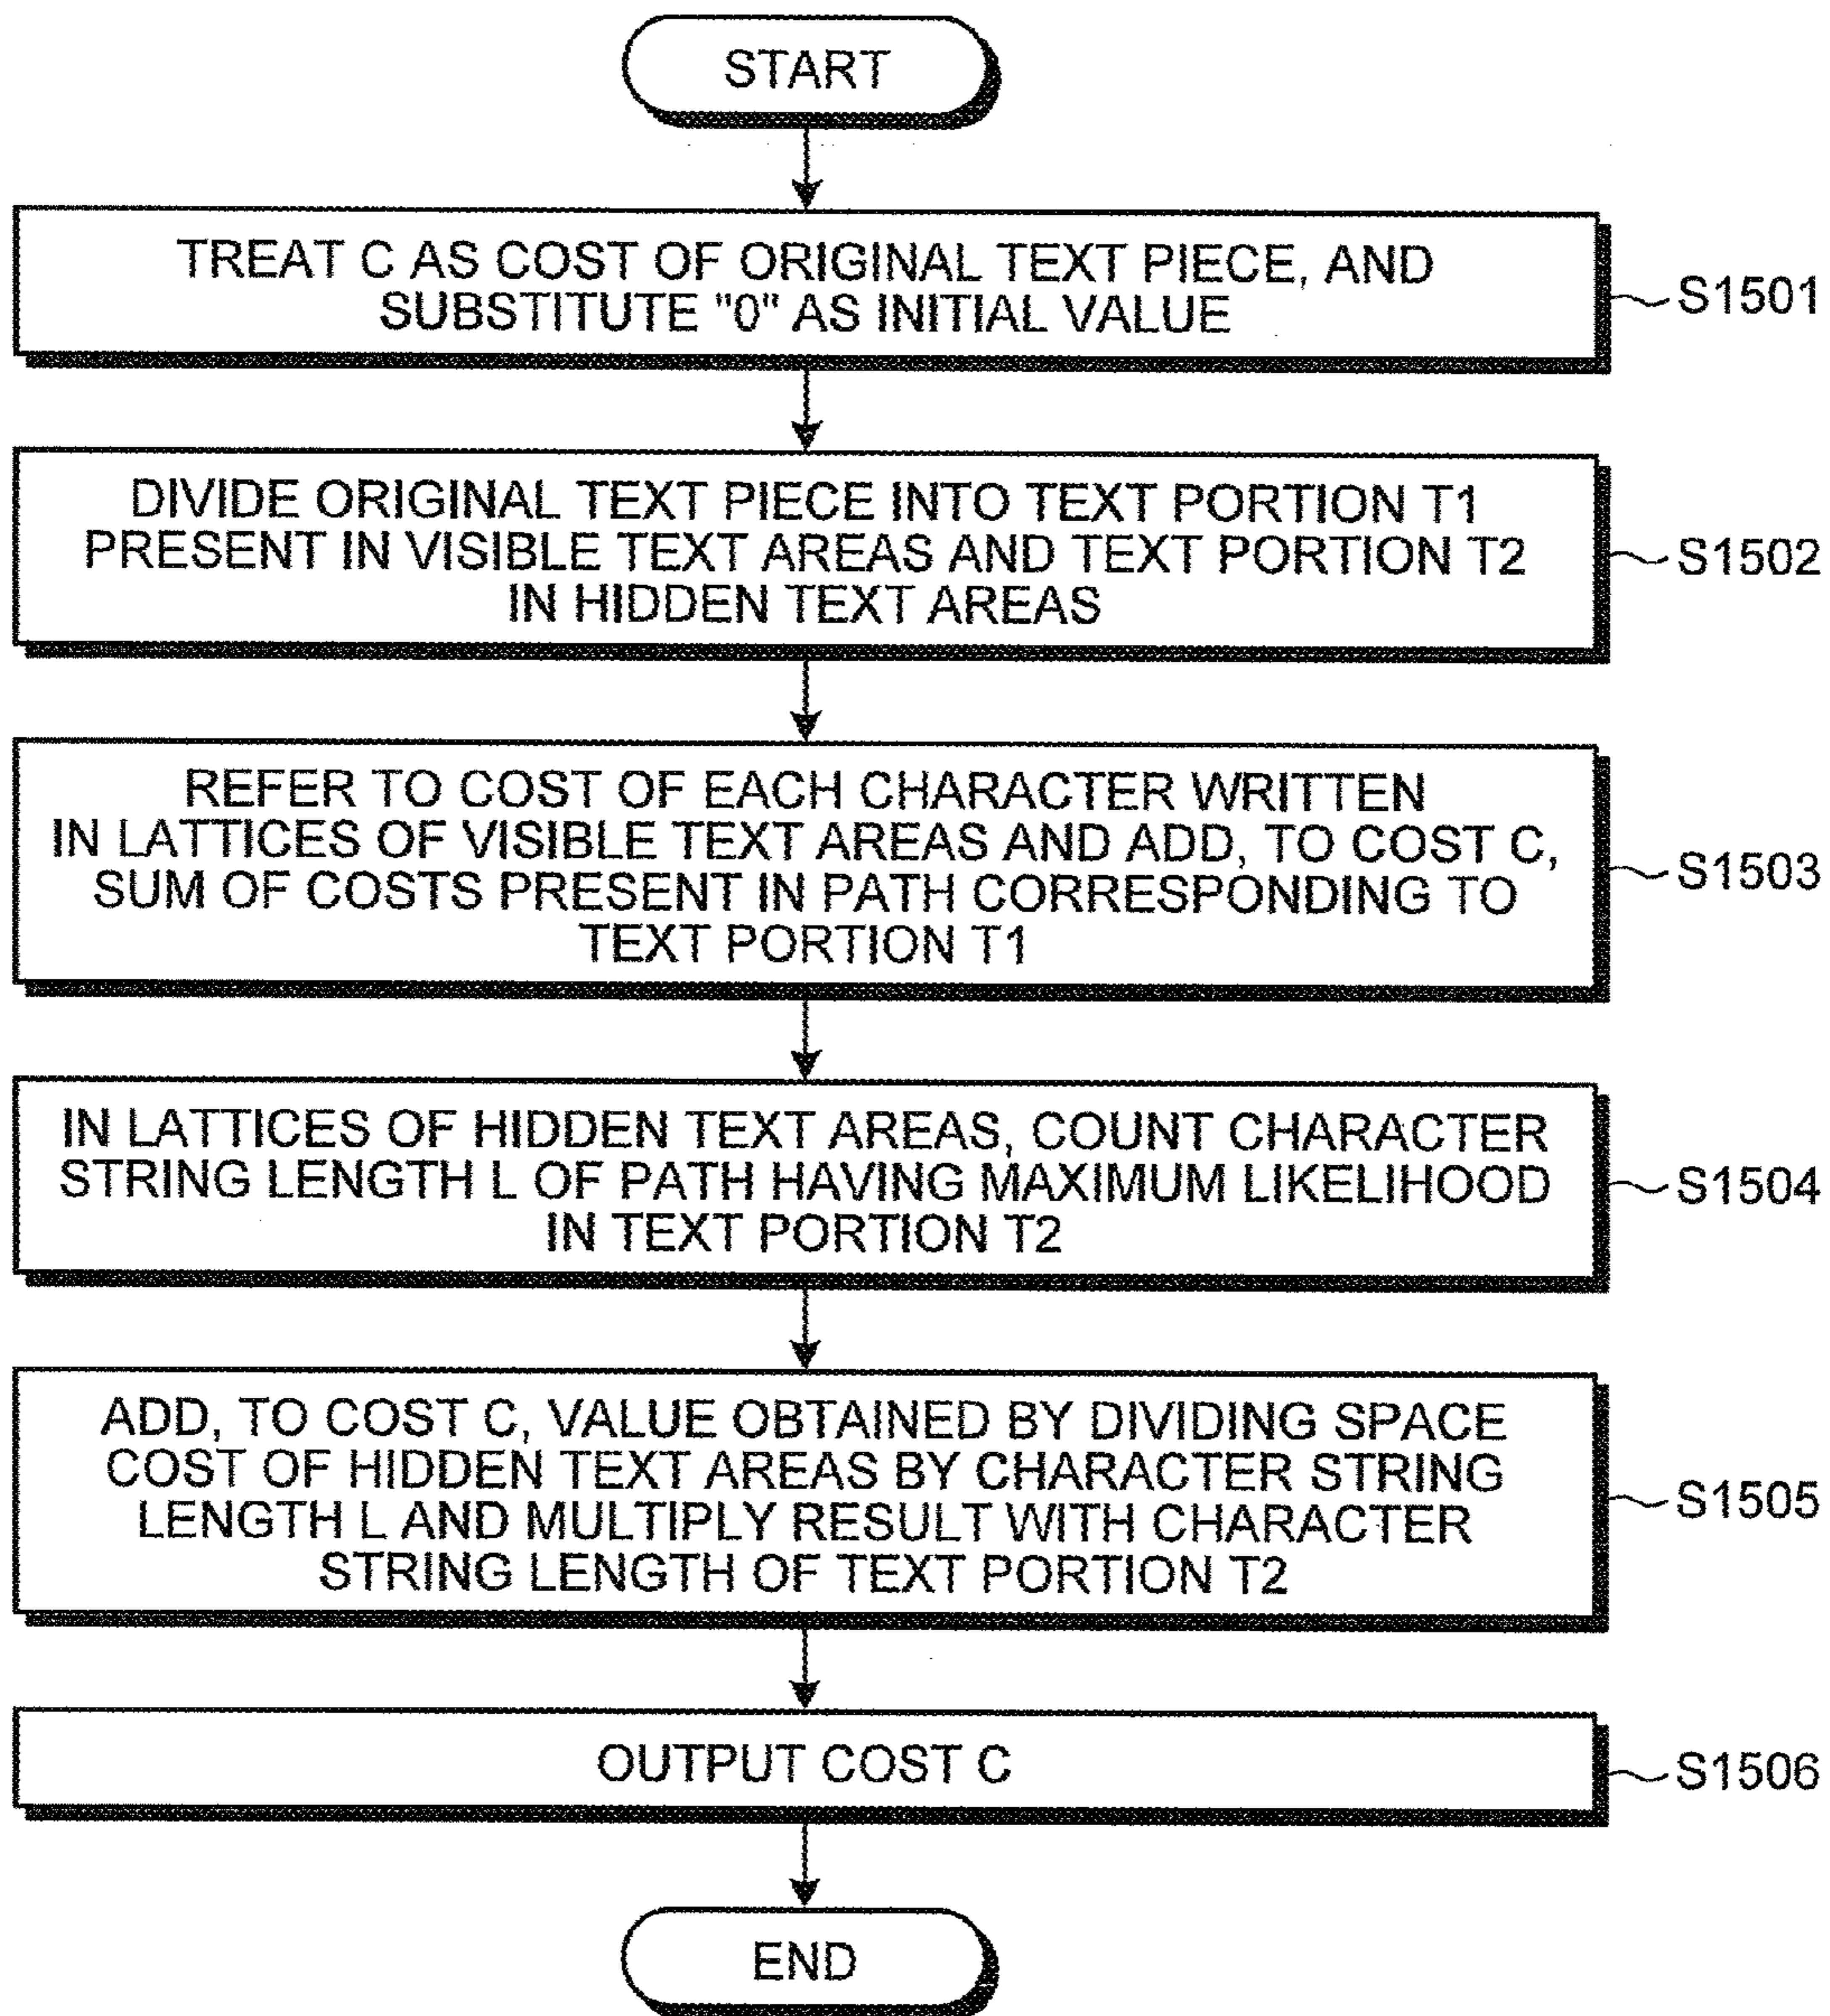 START
TREAT C AS COST OF ORIGINAL TEXT PIECE, AND
SUBSTITUTE "0" AS INITIAL VALUE
S1501
DIVIDE ORIGINAL TEXT PIECE INTO TEXT PORTION T1
PRESENT IN VISIBLE TEXT AREAS AND TEXT PORTION T2
IN HIDDEN TEXT AREAS
S1502
REFER TO COST OF EACH CHARACTER WRITTEN
IN LATTICES OF VISIBLE TEXT AREAS AND ADD, TO COST C,
SUM OF COSTS PRESENT IN PATH CORRESPONDING TO
TEXT PORTION T1
S1503
IN LATTICES OF HIDDEN TEXT AREAS, COUNT CHARACTER
STRING LENGTH L OF PATH HAVING MAXIMUM LIKELIHOOD
IN TEXT PORTION T2
S1504
ADD, TO COST C, VALUE OBTAINED BY DIVIDING SPACE
COST OF HIDDEN TEXT AREAS BY CHARACTER STRING
LENGTH L AND MULTIPLY RESULT WITH CHARACTER
STRING LENGTH OF TEXT PORTION T2
S1505
OUTPUT COST C
S1506
END